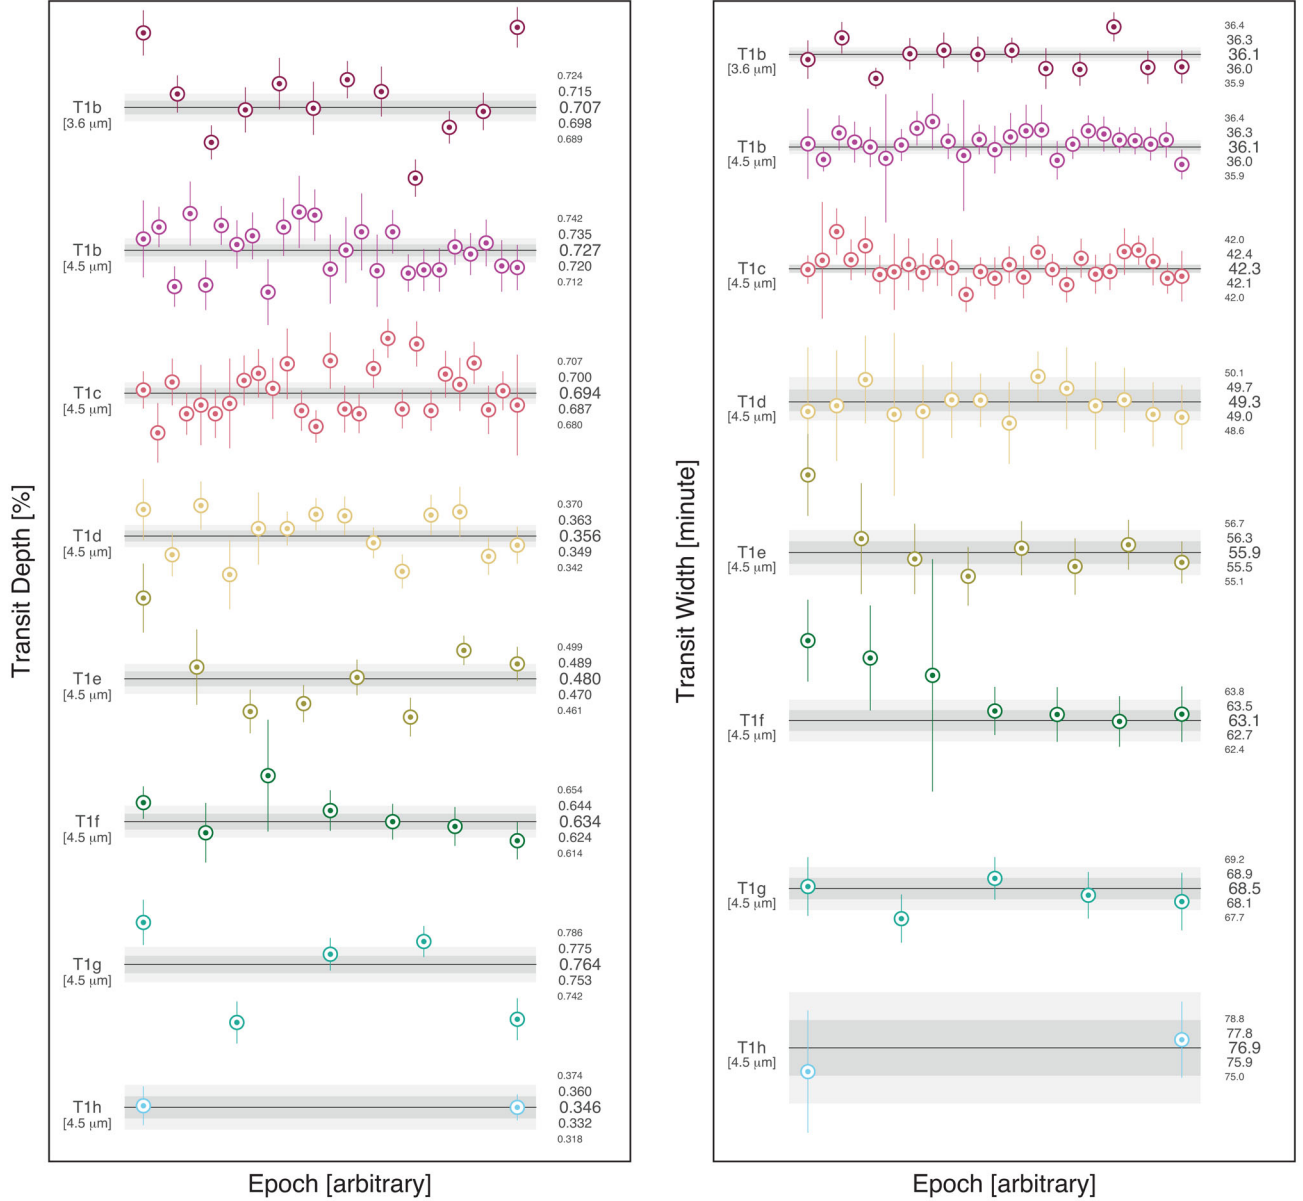 Transit Depth [%]
T1b
[3.6 μm]
0.724
0.715
0.707
0.698
0.689
T1b
[4.5 μm]
0.742
0.735
0.727
0.720
0.712
T1c
[4.5 μm]
0.707
0.700
0.694
0.687
0.680
T1d
[4.5 μm]
0.370
0.363
0.356
0.349
0.342
T1e
[4.5 μm]
0.499
0.489
0.480
0.470
0.461
T1f
[4.5 μm]
0.654
0.644
0.634
0.624
0.614
T1g
[4.5 μm]
0.786
0.775
0.764
0.753
0.742
T1h
[4.5 μm]
0.374
0.360
0.346
0.332
0.318
Epoch [arbitrary]
Transit Width [minute]
T1b
[3.6 μm]
36.4
36.3
36.1
36.0
35.9
T1b
[4.5 μm]
36.4
36.3
36.1
36.0
35.9
T1c
[4.5 μm]
42.0
42.4
42.3
42.1
42.0
T1d
[4.5 μm]
50.1
49.7
49.3
49.0
48.6
T1e
[4.5 μm]
56.7
56.3
55.9
55.5
55.1
T1f
[4.5 μm]
63.8
63.5
63.1
62.7
62.4
T1g
[4.5 μm]
69.2
68.9
68.5
68.1
67.7
T1h
[4.5 μm]
78.8
77.8
76.9
75.9
75.0
Epoch [arbitrary]